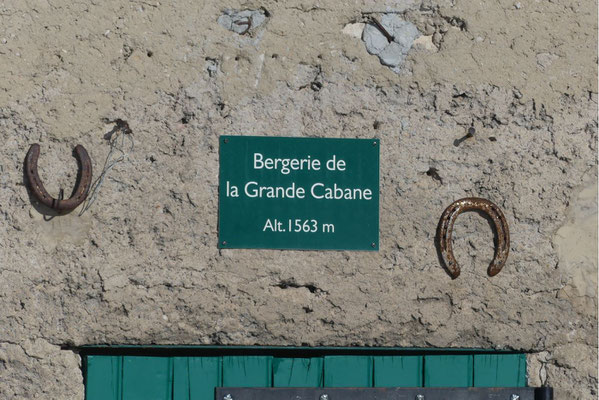 Bergerie de
la Grande Cabane
Alt.1563 m